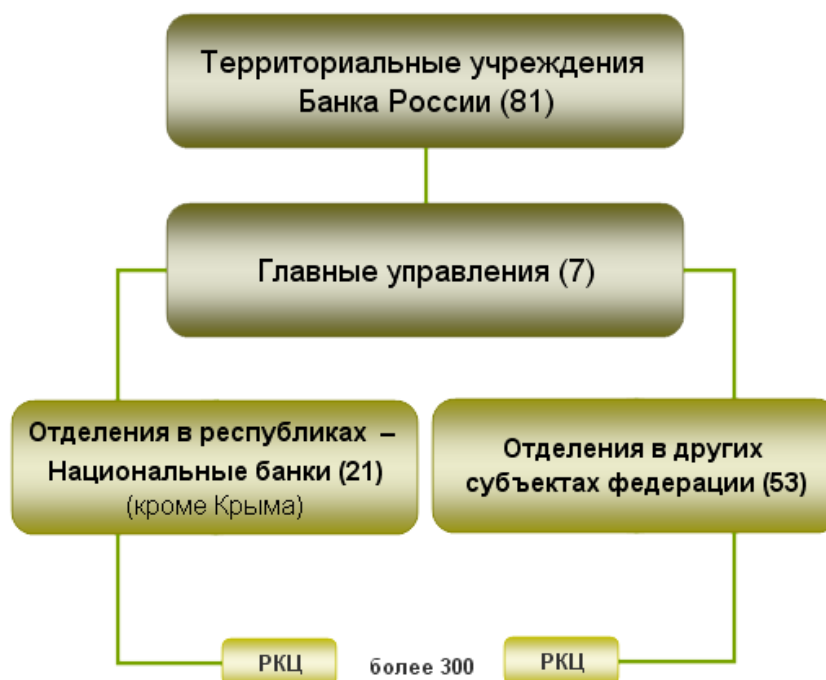 Территориальные учреждения
Банка России (81)
Главные управления (7)
Отделения в республиках –
Национальные банки (21)
(кроме Крыма)
Отделения в других
субъектах федерации (53)
РКЦ
более 300
РКЦ